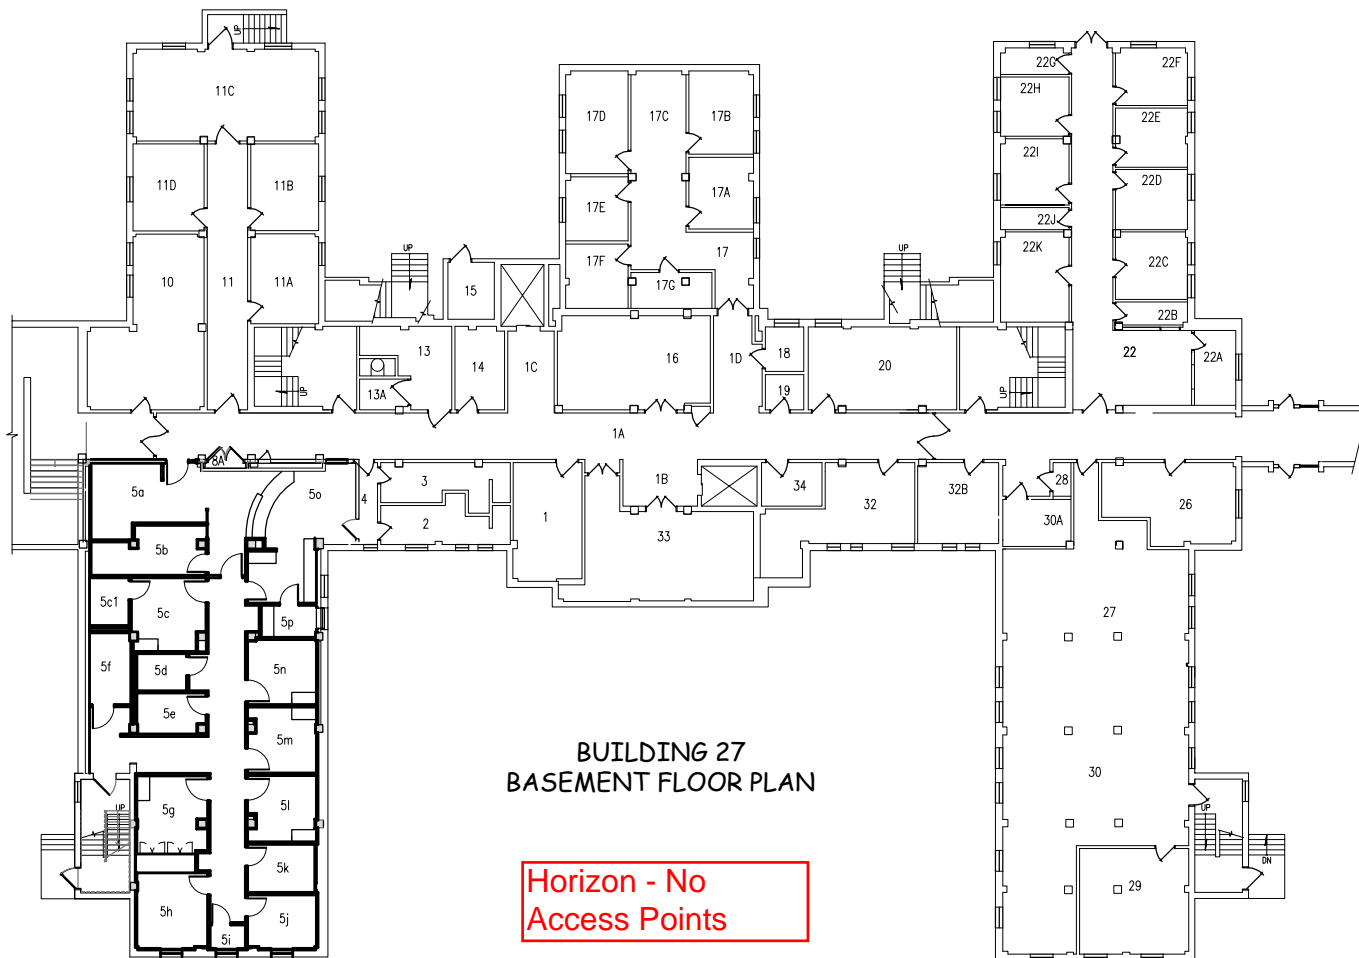 UP
11C
11D
11B
10
11
11A
UP
15
13
13A
14
1C
UP
17D
17C
17B
17E
17A
17F
17
17G
16
1D
18
19
20
UP
UP
22G
22F
22H
22E
22I
22D
22J
22K
22C
22B
22
22A
1A
1B
8A
5a
5o
4
3
2
1
33
34
32
32B
28
30A
26
5b
5c1
5c
5p
5f
5d
5n
5e
5m
5g
5l
5k
5h
5i
5j
UP
27
30
29
UP
DN
BUILDING 27
BASEMENT FLOOR PLAN
Horizon - No
Access Points